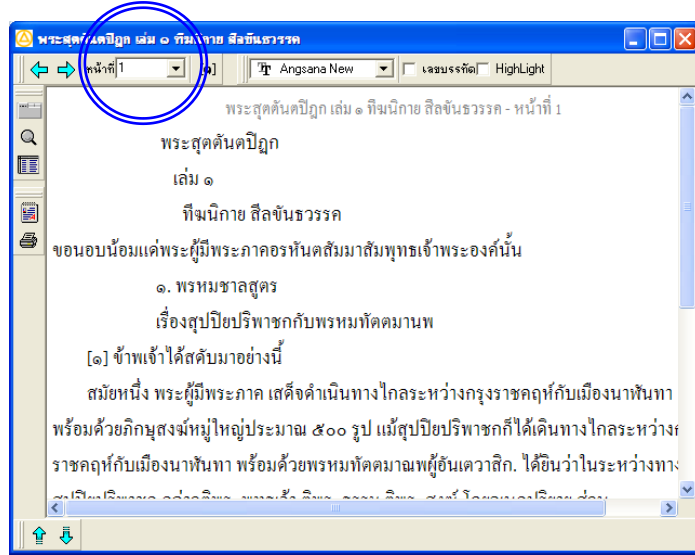 พระสุตตันตปิฎก เล่ม ๑ ทีฆนิกาย สีลขันธวรรค
หน้าที่ 1 [๑] Angsana New เลขบรรทัด HighLight
พระสุตตันตปิฎก เล่ม ๑ ทีฆนิกาย สีลขันธวรรค - หน้าที่ 1
พระสุตตันตปิฎก
เล่ม ๑
ทีฆนิกาย สีลขันธวรรค
ขอนอบน้อมแด่พระผู้มีพระภาคอรหันตสัมมาสัมพุทธเจ้าพระองค์นั้น
๑. พรหมชาลสูตร
เรื่องสุปปิยปริพาชกกับพรหมทัตตมานพ
[๑] ข้าพเจ้าได้สดับมาอย่างนี้
สมัยหนึ่ง พระผู้มีพระภาค เสด็จดำเนินทางไกลระหว่างกรุงราชคฤห์กับเมืองนาฬันทา
พร้อมด้วยภิกษุสงฆ์หมู่ใหญ่ประมาณ ๕๐๐ รูป แม้สุปปิยปริพาชกก็ได้เดินทางไกลระหว่าง
ราชคฤห์กับเมืองนาฬันทา พร้อมด้วยพรหมทัตตมาณพผู้อันเตวาสิก. ได้ยินว่าในระหว่างทาง